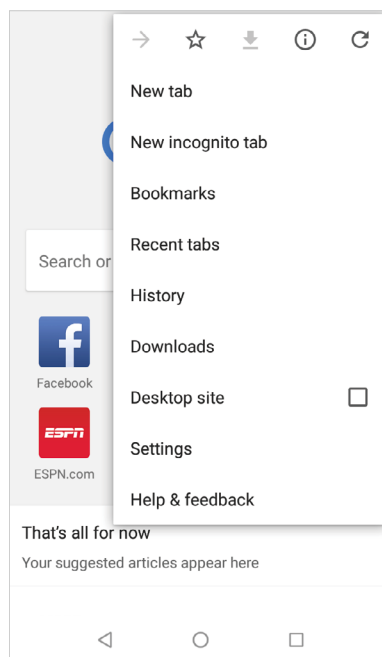 New tab
New incognito tab
Bookmarks
Recent tabs
Search or
History
Downloads
Facebook
Desktop site
ESPN
Settings
ESPN.com
Help & feedback
That's all for now
Your suggested articles appear here